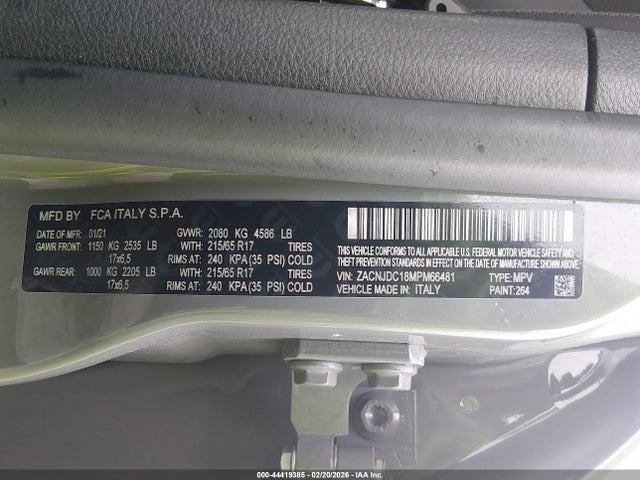 MFD BY FCA ITALY S.P.A.
DATE OF MFR: 01/21 GVWR: 2080 KG 4586 LB
GAWR FRONT: 1150 KG 2535 LB WITH: 215/65 R17 TIRES
17x6,5 RIMS AT: 240 KPA(35 PSI) COLD
GAWR REAR: 1000 KG 2205 LB WITH: 215/65 R17 TIRES
17x6,5 RIMS AT: 240 KPA(35 PSI) COLD
THIS VEHICLE CONFORMS TO ALL APPLICABLE U.S. FEDERAL MOTOR VEHICLE
SAFETY, BUMPER, AND THEFT PREVENTION STANDARDS IN EFFECT ON THE DATE OF MANUFACTURE SHOWN ABOVE
VIN: ZACNJDC18MPM66481 TYPE: MPV
VEHICLE MADE IN: ITALY PAINT: 264
000-44419385 | 02/20/2026 - Copyright © IAA, LLC